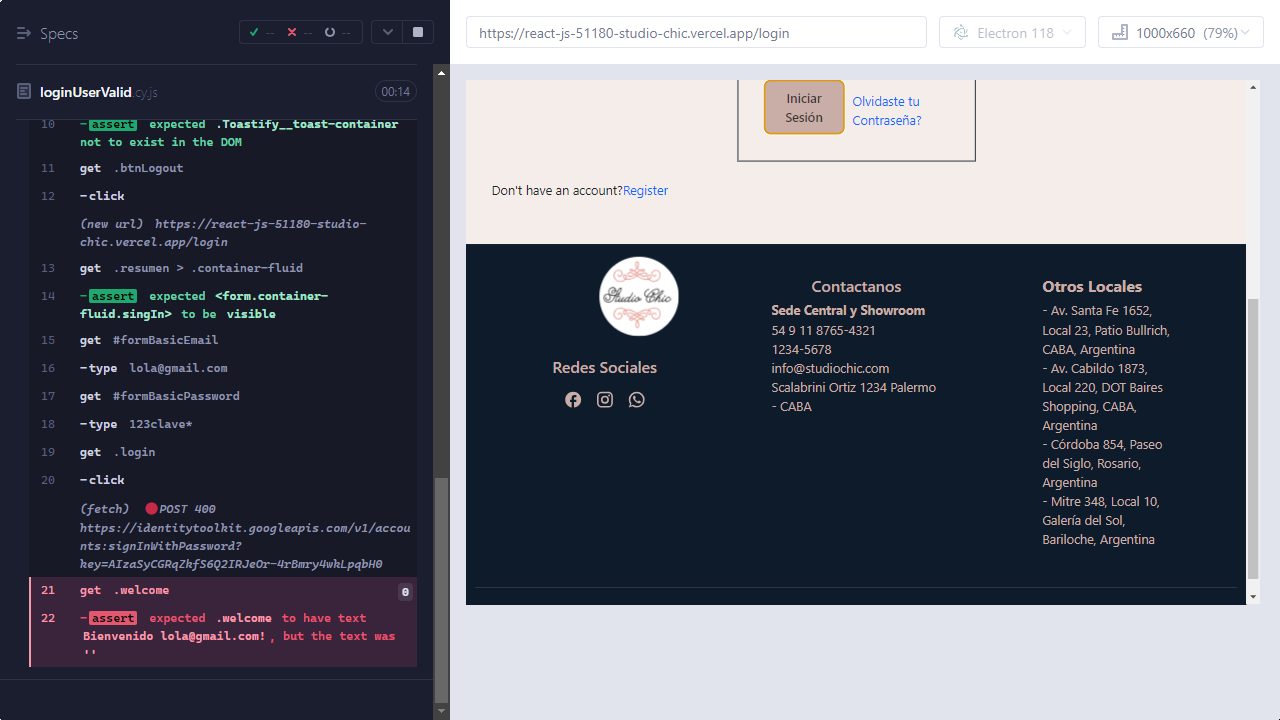 Specs
--
--
--
https://react-js-51180-studio-chic.vercel.app/login
Electron 118
1000x660 (79%)
loginUserValid.cy.js
00:14
10 -assert expected .Toastify__toast-container
not to exist in the DOM
11 get .btnLogout
12 -click
(new url) https://react-js-51180-studio-
chic.vercel.app/login
13 get .resumen > .container-fluid
14 -assert expected <form.container-
fluid.singIn> to be visible
15 get #formBasicEmail
16 -type lola@gmail.com
17 get #formBasicPassword
18 -type 123clave*
19 get .login
20 -click
(fetch) POST 400
https://identitytoolkit.googleapis.com/v1/accou
nts:signInWithPassword?
key=AIzaSyCGRqZkfS6Q2IRJeOr-4rBmry4wkLpqbH0
21 get .welcome 0
22 -assert expected .welcome to have text
Bienvenido lola@gmail.com!, but the text was
''
Iniciar
Sesión
Olvidaste tu
Contraseña?
Don't have an account?Register
Studio Chic
Redes Sociales
Contactanos
Sede Central y Showroom
54 9 11 8765-4321
1234-5678
info@studiochic.com
Scalabrini Ortiz 1234 Palermo
- CABA
Otros Locales
- Av. Santa Fe 1652,
Local 23, Patio Bullrich,
CABA, Argentina
- Av. Cabildo 1873,
Local 220, DOT Baires
Shopping, CABA,
Argentina
- Córdoba 854, Paseo
del Siglo, Rosario,
Argentina
- Mitre 348, Local 10,
Galería del Sol,
Bariloche, Argentina